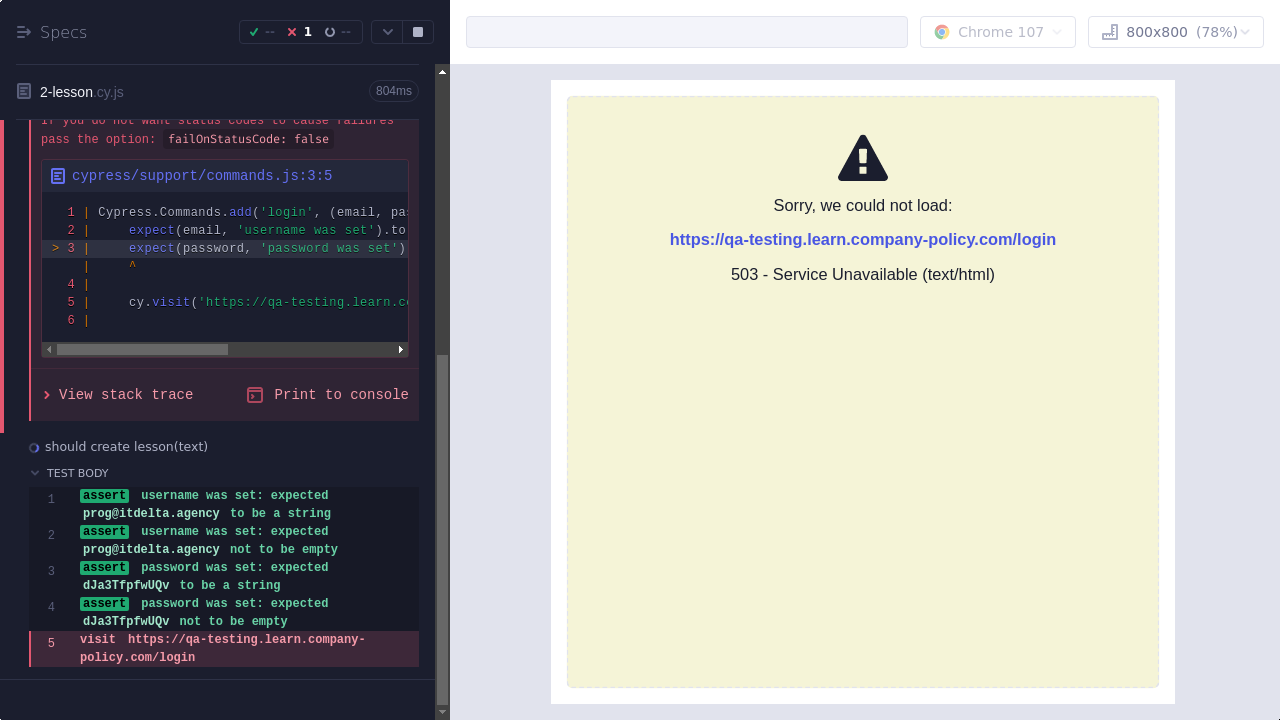 Specs
-- 1 --
2-lesson.cy.js
804ms
If you do not want status codes to cause failures
pass the option: failOnStatusCode: false
cypress/support/commands.js:3:5
1 | Cypress.Commands.add('login', (email, pas
2 | expect(email, 'username was set').to
> 3 | expect(password, 'password was set')
| ^
4 |
5 | cy.visit('https://qa-testing.learn.co
6 |
View stack trace
Print to console
should create lesson(text)
TEST BODY
1 assert username was set: expected
prog@itdelta.agency to be a string
2 assert username was set: expected
prog@itdelta.agency not to be empty
3 assert password was set: expected
dJa3TfpfwUQv to be a string
4 assert password was set: expected
dJa3TfpfwUQv not to be empty
5 visit https://qa-testing.learn.company-
policy.com/login
Chrome 107
800x800 (78%)
Sorry, we could not load:
https://qa-testing.learn.company-policy.com/login
503 - Service Unavailable (text/html)